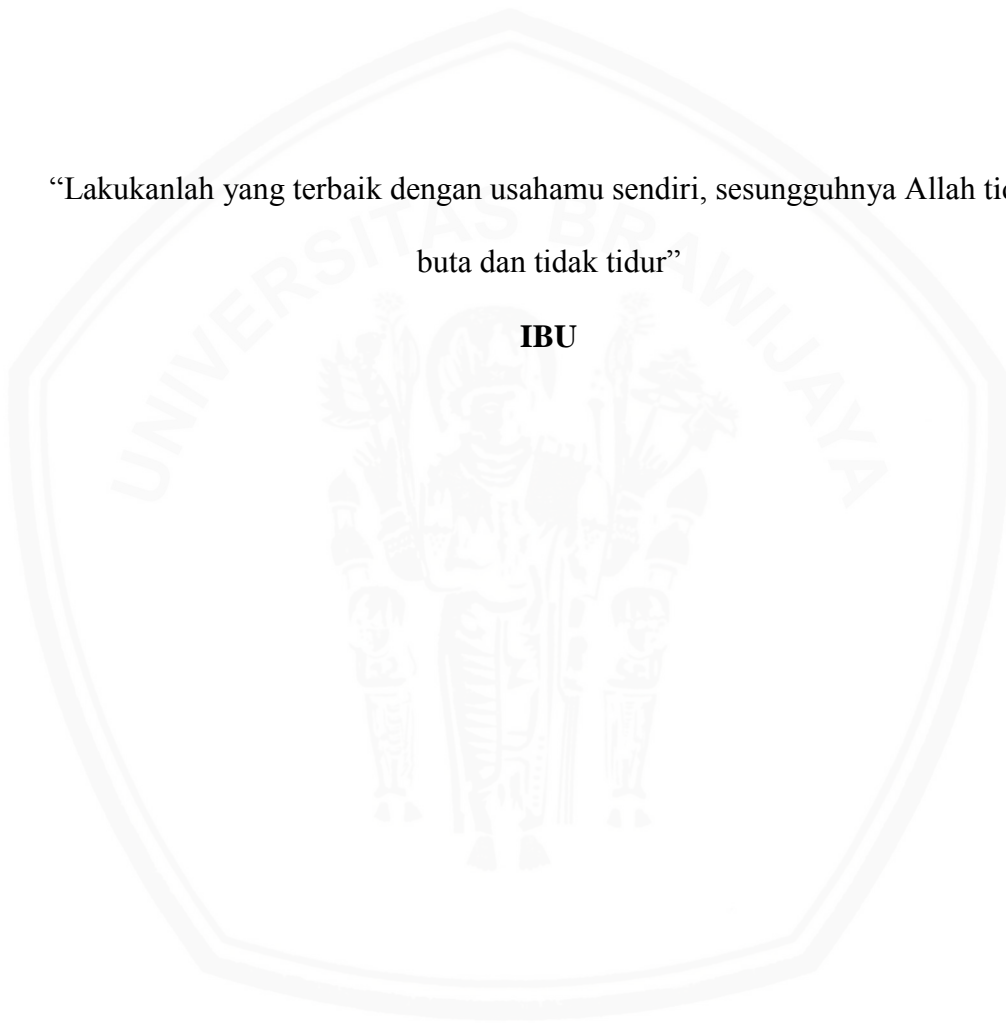 “Lakukanlah yang terbaik dengan usahamu sendiri, sesungguhnya Allah
buta dan tidak tidur”
IBU
UNIVERSITAS BRAWIJAYA